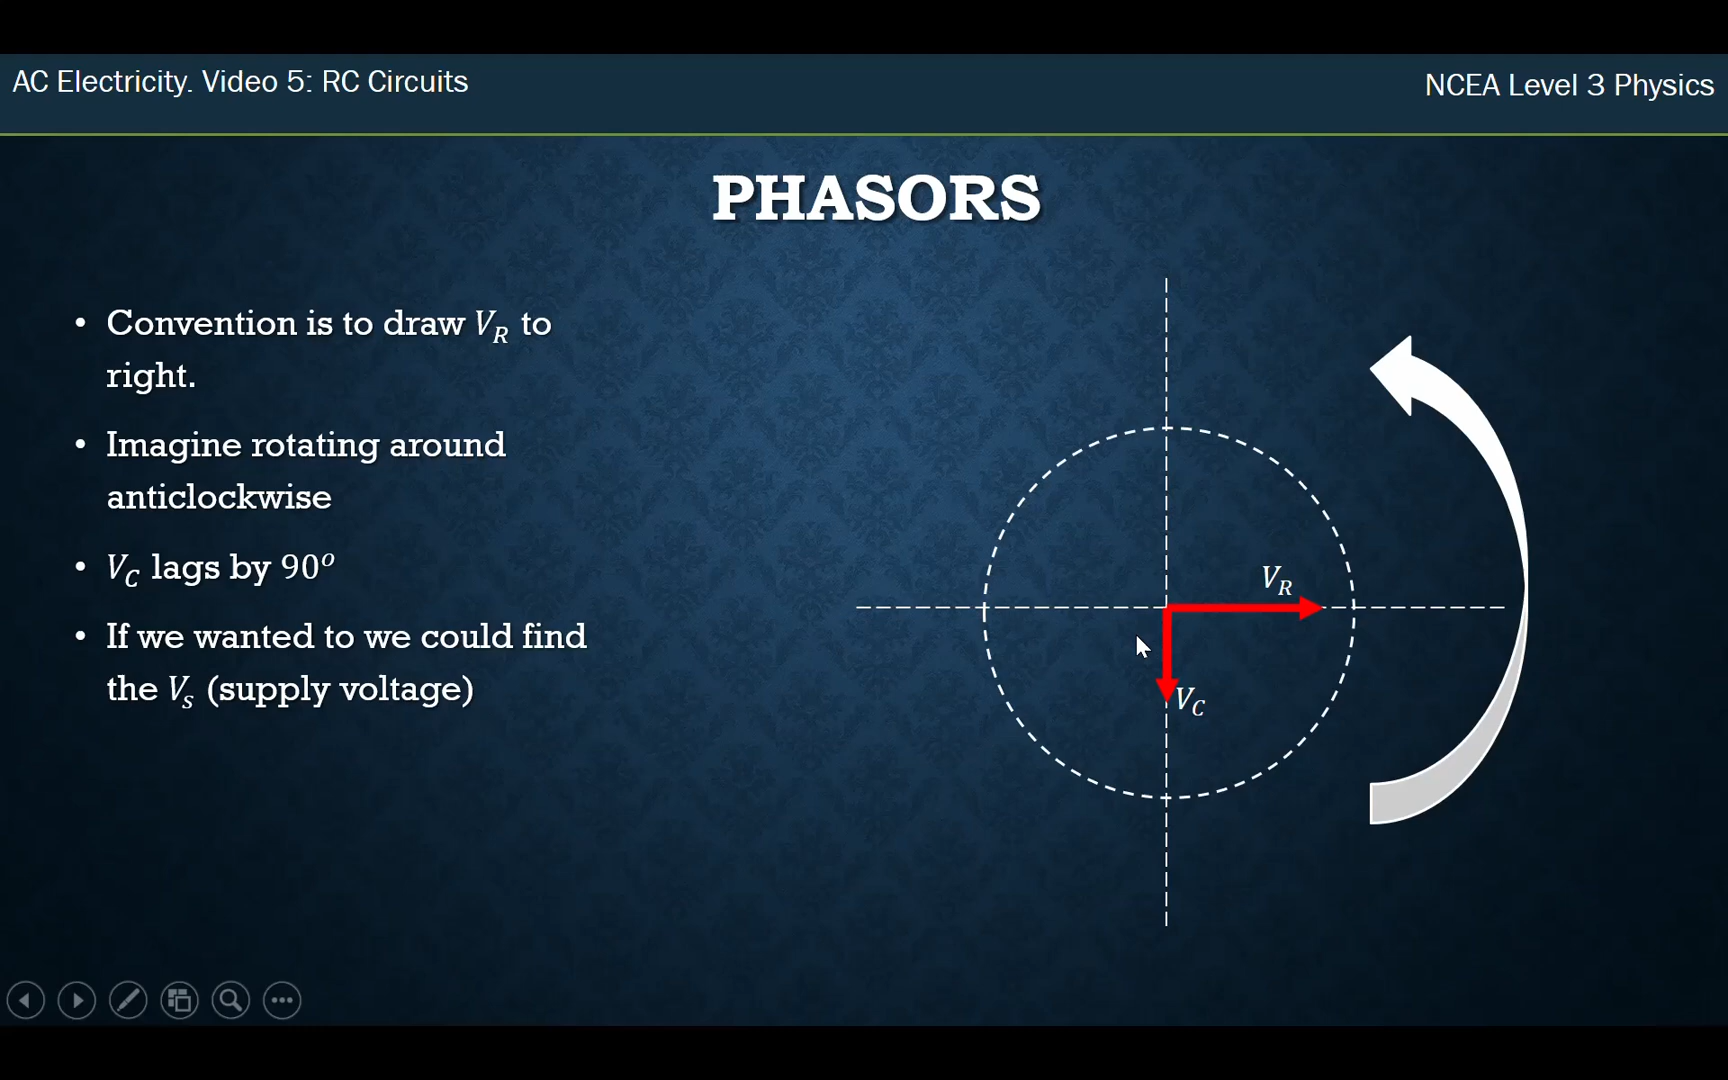 AC Electricity. Video 5: RC Circuits
NCEA Level 3 Physics
PHASORS
• Convention is to draw V_R to
right.
• Imagine rotating around
anticlockwise
• V_C lags by 90^o
• If we wanted to we could find
the V_s (supply voltage)
V_R
V_C